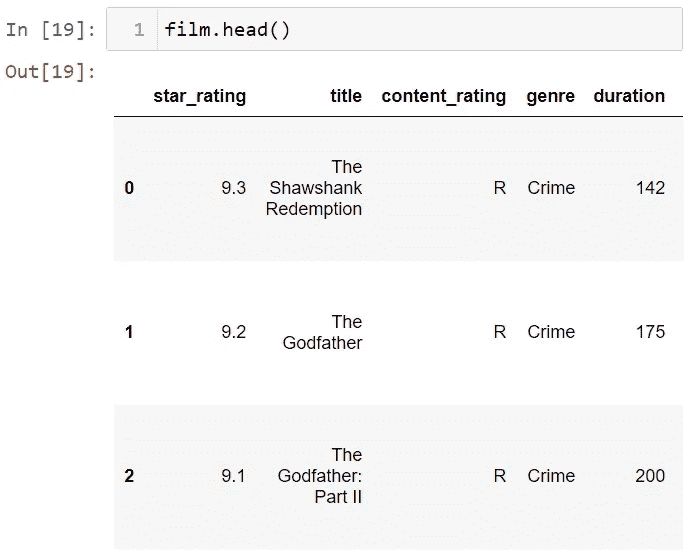 In [19]: 1 film.head()
Out[19]:
star_rating title content_rating genre duration
The
0 9.3 Shawshank R Crime 142
Redemption
1 9.2 The R Crime 175
Godfather
The
2 9.1 Godfather: R Crime 200
Part II